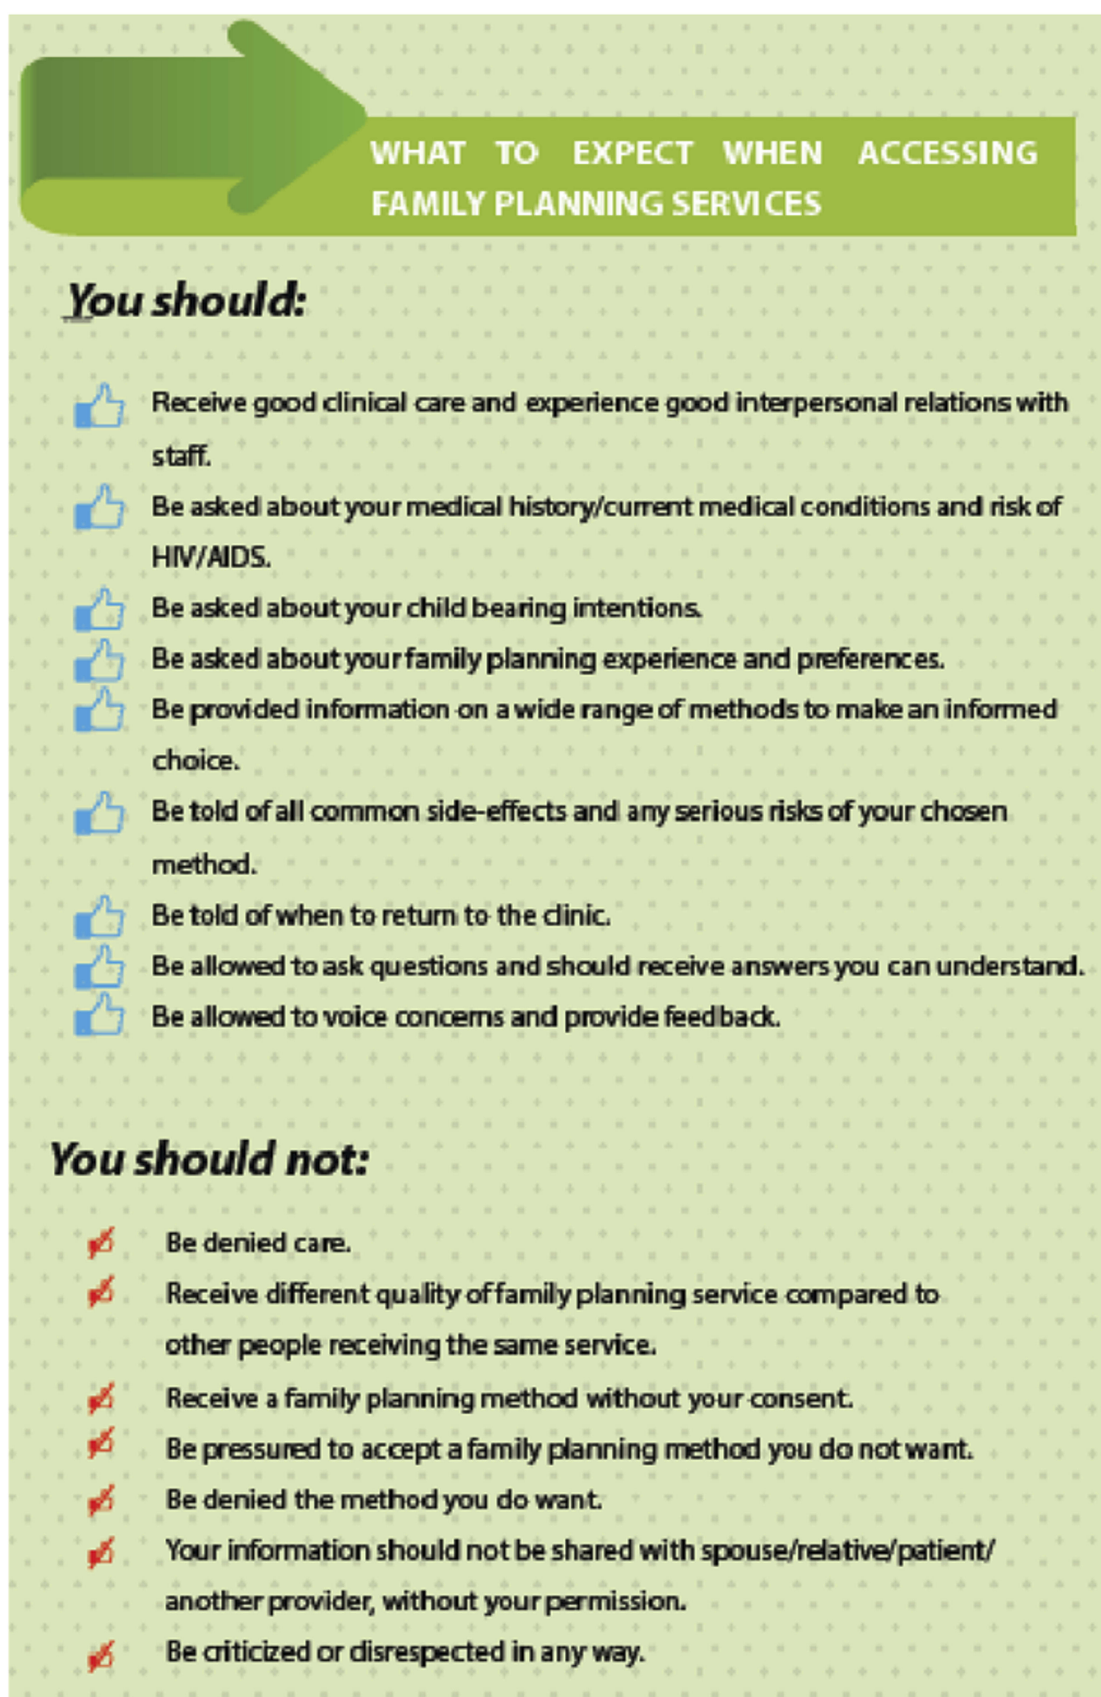 WHAT TO EXPECT WHEN ACCESSING
FAMILY PLANNING SERVICES
You should:
Receive good clinical care and experience good interpersonal relations with
staff.
Be asked about your medical history/current medical conditions and risk of
HIV/AIDS.
Be asked about your child bearing intentions.
Be asked about your family planning experience and preferences.
Be provided information on a wide range of methods to make an informed
choice.
Be told of all common side-effects and any serious risks of your chosen
method.
Be told of when to return to the clinic.
Be allowed to ask questions and should receive answers you can understand.
Be allowed to voice concerns and provide feedback.
You should not:
Be denied care.
Receive different quality of family planning service compared to
other people receiving the same service.
Receive a family planning method without your consent.
Be pressured to accept a family planning method you do not want.
Be denied the method you do want.
Your information should not be shared with spouse/relative/patient/
another provider, without your permission.
Be criticized or disrespected in any way.